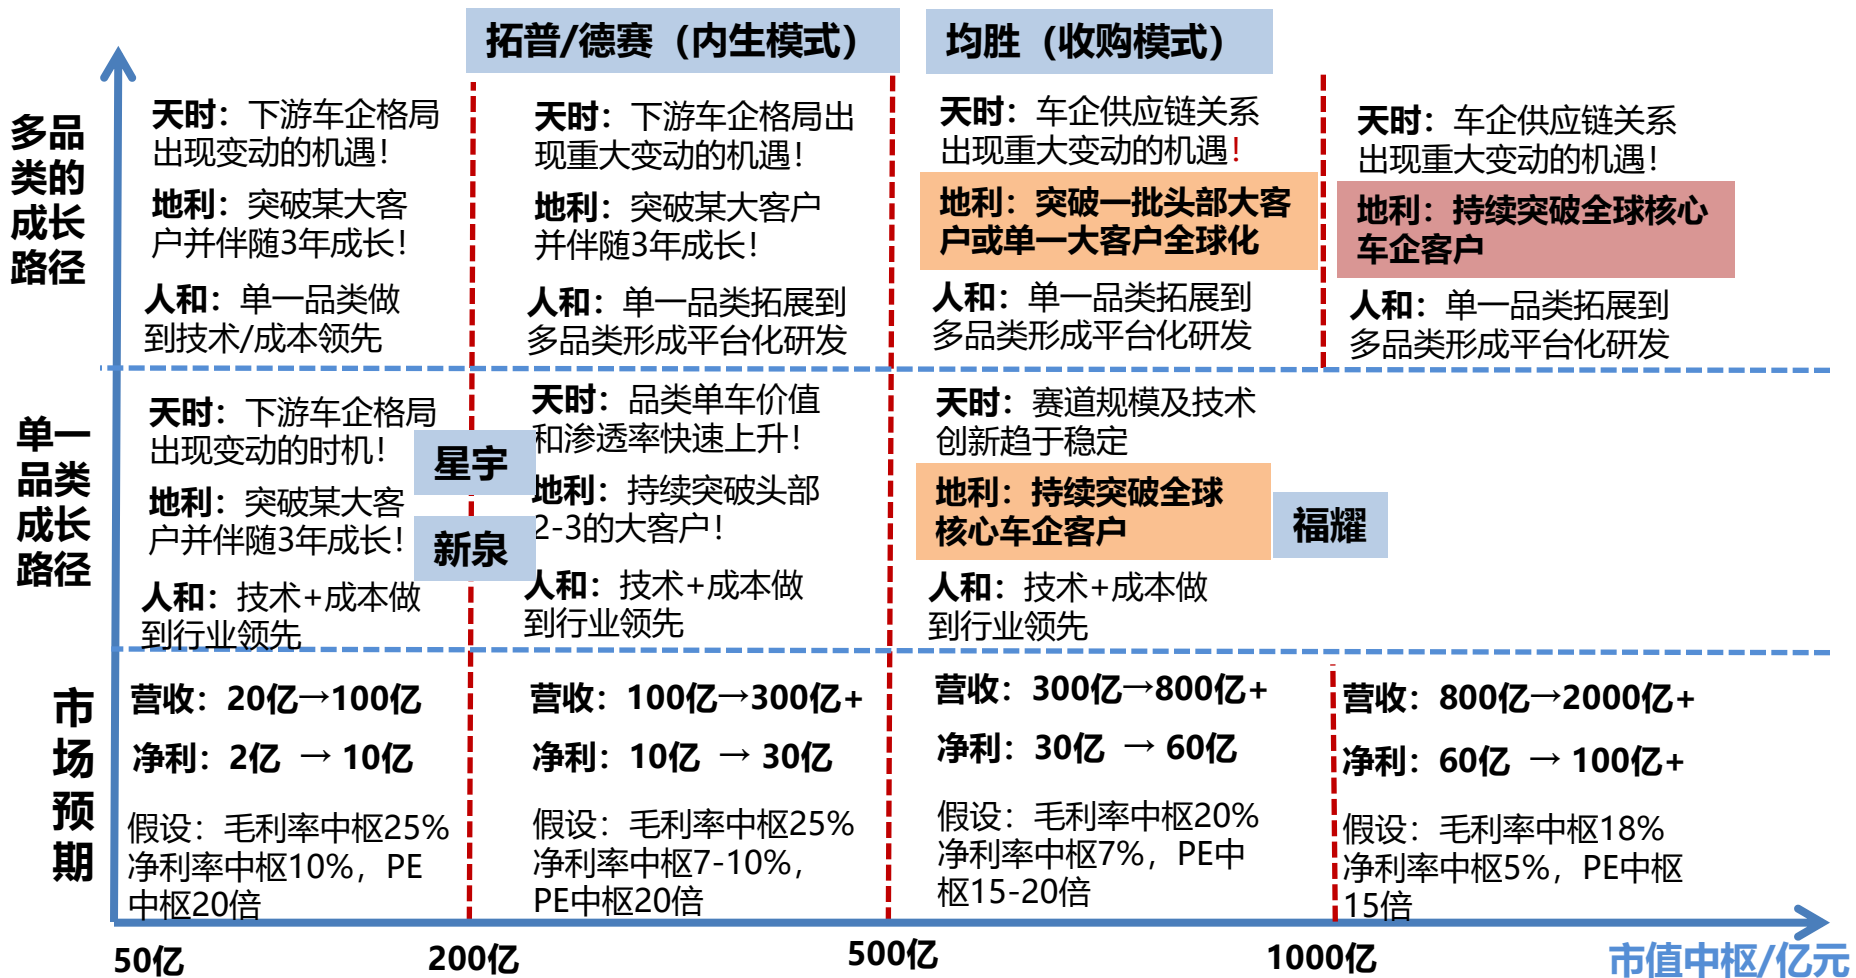 拓普/德赛（内生模式）
均胜（收购模式）
多品
类的
成长
路径
天时：下游车企格局
出现变动的机遇！
地利：突破某大客
户并伴随3年成长！
人和：单一品类做
到技术/成本领先
天时：下游车企格局出
现重大变动的机遇！
地利：突破某大客户
并伴随3年成长！
人和：单一品类拓展到
多品类形成平台化研发
天时：车企供应链关系
出现重大变动的机遇！
地利：突破一批头部大客
户或单一大客户全球化
人和：单一品类拓展到
多品类形成平台化研发
天时：车企供应链关系
出现重大变动的机遇！
地利：持续突破全球核心
车企客户
人和：单一品类拓展到
多品类形成平台化研发
单一
品类
成长
路径
天时：下游车企格局
出现变动的时机！
地利：突破某大客
户并伴随3年成长！
人和：技术+成本做
到行业领先
星宇
新泉
天时：品类单车价值
和渗透率快速上升！
地利：持续突破头部
2-3的大客户！
人和：技术+成本做
到行业领先
天时：赛道规模及技术
创新趋于稳定
地利：持续突破全球
核心车企客户
福耀
人和：技术+成本做
到行业领先
市
场
预
期
营收：20亿→100亿
净利：2亿 → 10亿
假设：毛利率中枢25%
净利率中枢10%，PE
中枢20倍
营收：100亿→300亿+
净利：10亿 → 30亿
假设：毛利率中枢25%
净利率中枢7-10%，
PE中枢20倍
营收：300亿→800亿+
净利：30亿 → 60亿
假设：毛利率中枢20%
净利率中枢7%，PE中
枢15-20倍
营收：800亿→2000亿+
净利：60亿 → 100亿+
假设：毛利率中枢18%
净利率中枢5%，PE中枢
15倍
50亿
200亿
500亿
1000亿
市值中枢/亿元